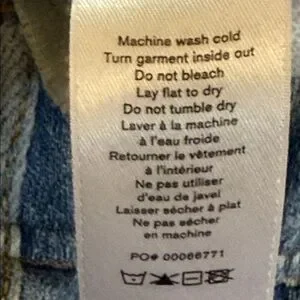 Machine wash cold
Turn garment inside out
Do not bleach
Lay flat to dry
Do not tumble dry
Laver à la machine
à l'eau froide
Retourner le vêtement
à l'intérieur
Ne pas utiliser
d'eau de javel
Laisser sécher à plat
Ne pas sécher
en machine
PO# 00066771